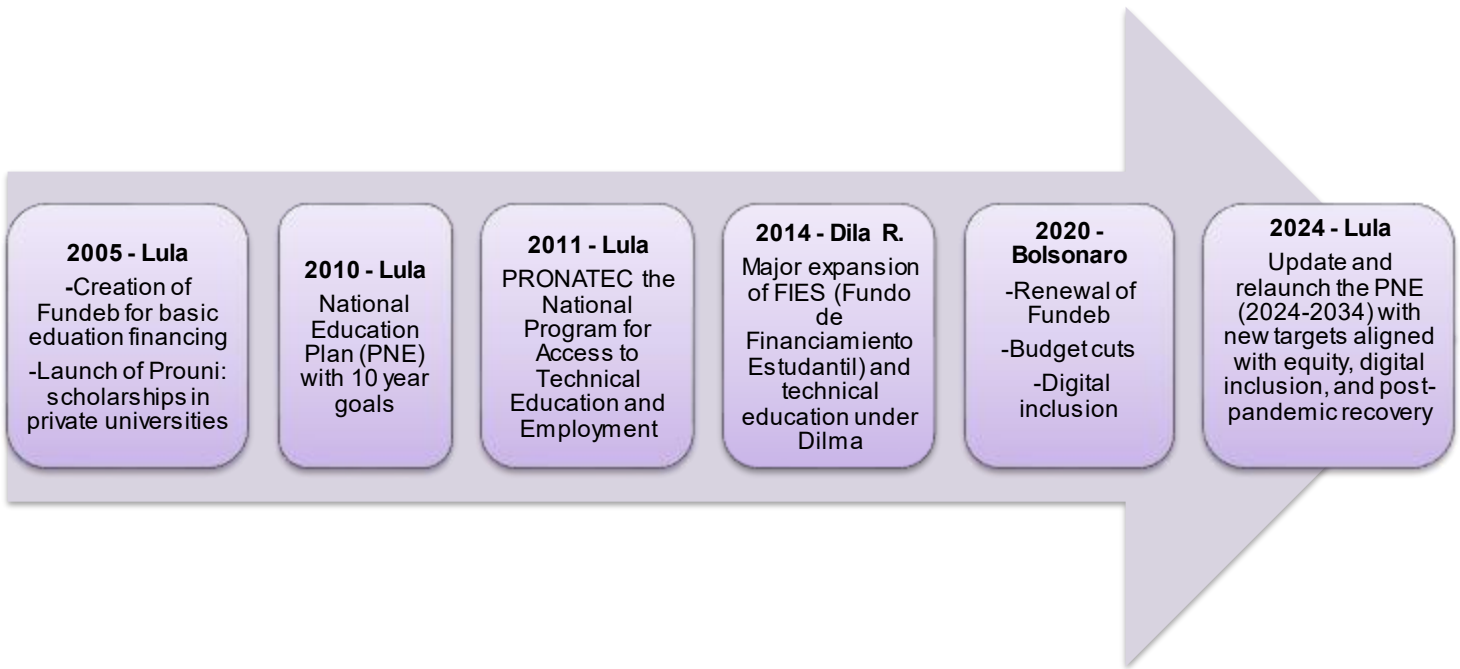 2005 - Lula
-Creation of
Fundeb for basic
eduation financing
-Launch of Prouni:
scholarships in
private universities
2010 - Lula
National
Education
Plan (PNE)
with 10 year
goals
2011 - Lula
PRONATEC the
National
Program for
Access to
Technical
Education and
Employment
2014 - Dila R.
Major expansion
of FIES (Fundo
de
Financiamiento
Estudantil) and
technical
education under
Dilma
2020 -
Bolsonaro
-Renewal of
Fundeb
-Budget cuts
-Digital
inclusion
2024 - Lula
Update and
relaunch the PNE
(2024-2034) with
new targets aligned
with equity, digital
inclusion, and post-
pandemic recovery